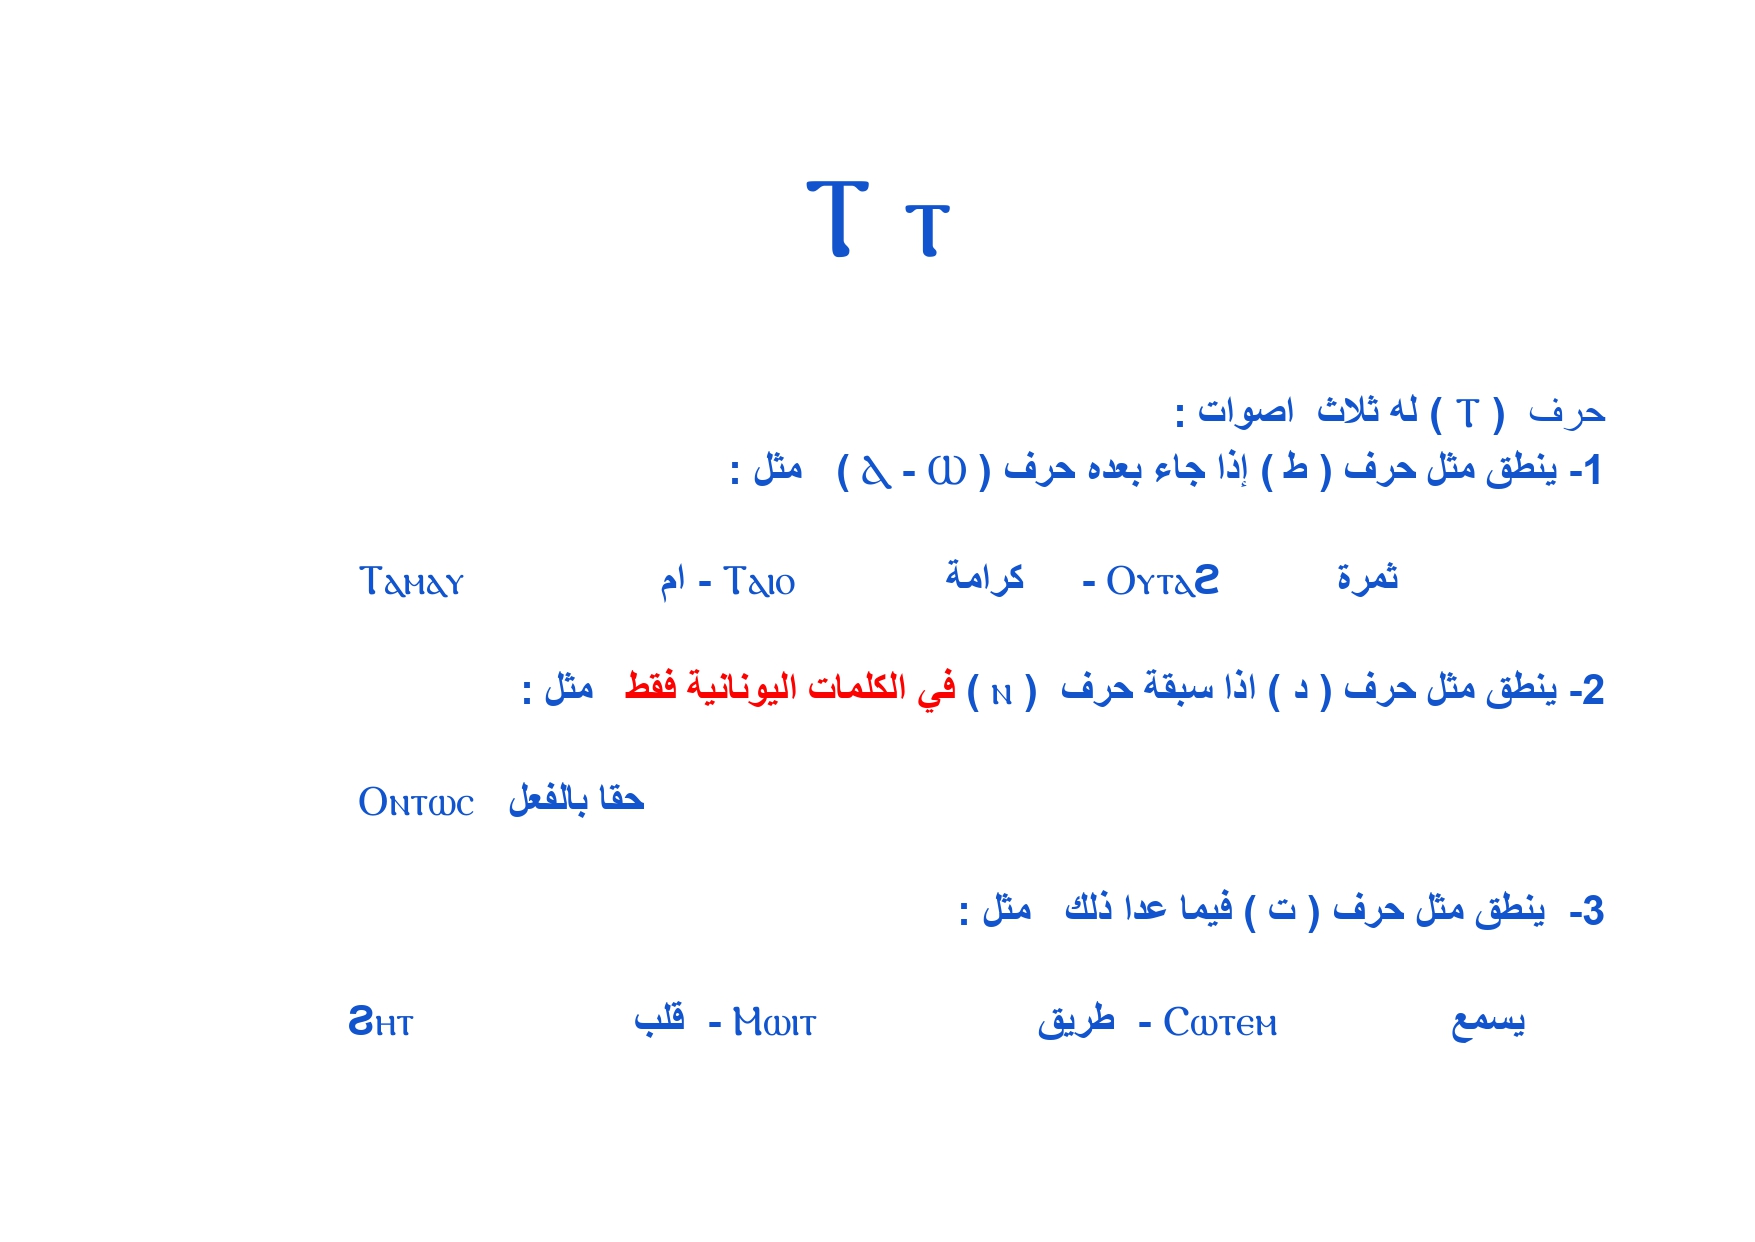 Ⲧ ⲧ
حرف ( Ⲧ ) له ثلاث اصوات :
1- ينطق مثل حرف ( ط ) إذا جاء بعده حرف ( Ⲱ - Ⲁ ) مثل :
ثمرة Ⲟⲩⲧⲁϩ - كرامة Ⲧⲁⲓⲟ - ام Ⲧⲁⲙⲁⲩ
2- ينطق مثل حرف ( د ) اذا سبقة حرف ( ⲛ ) في الكلمات اليونانية فقط مثل :
Ⲟⲛⲧⲱⲥ حقا بالفعل
3- ينطق مثل حرف ( ت ) فيما عدا ذلك مثل :
يسمع Ⲥⲱⲧⲉⲙ - طريق Ⲙⲱⲓⲧ - قلب Ϩⲏⲧ